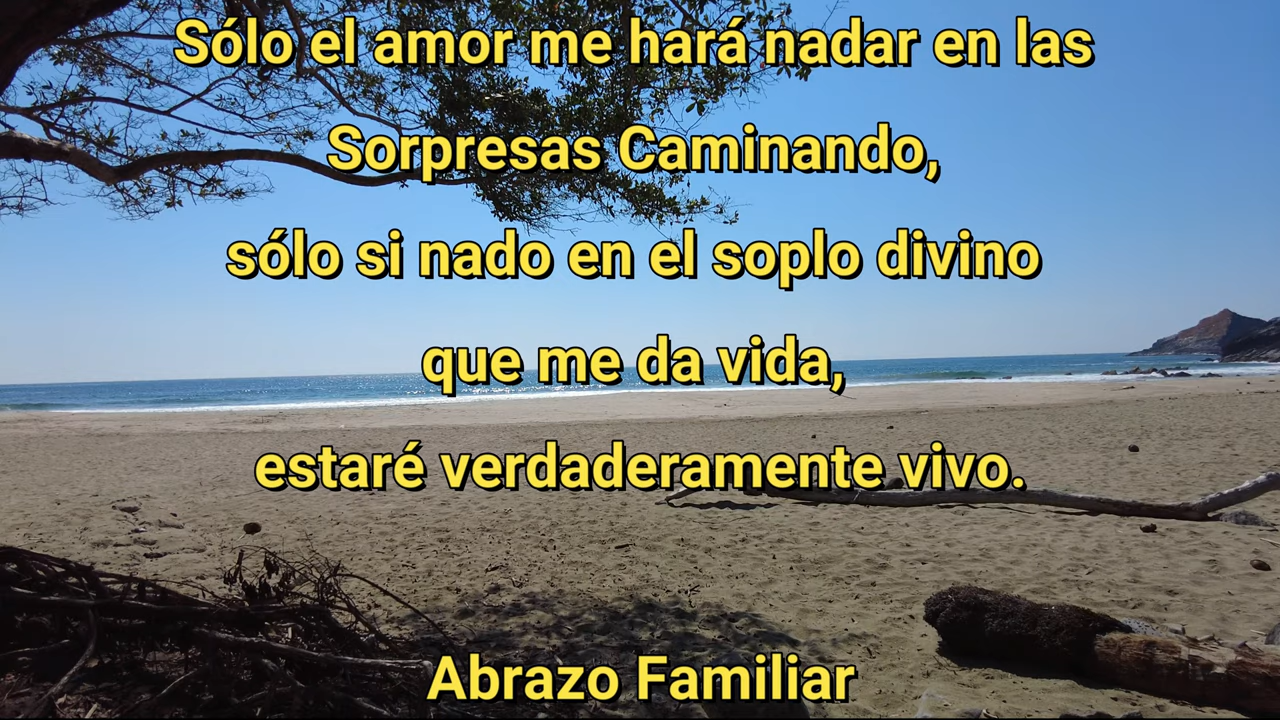 Sólo el amor me hará nadar en las
Sorpresas Caminando,
sólo si nado en el soplo divino
que me da vida,
estaré verdaderamente vivo.
Abrazo Familiar